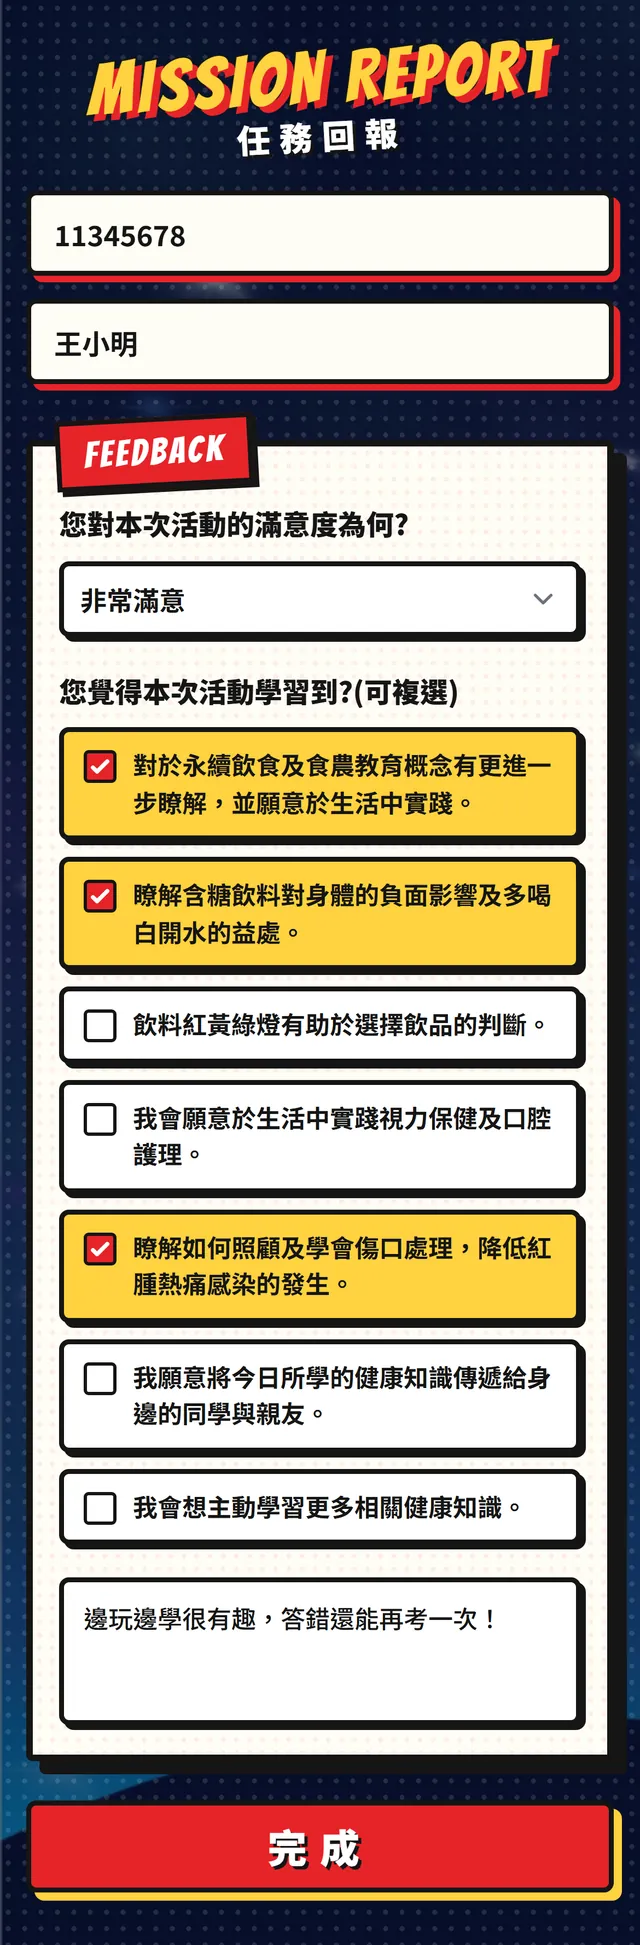 MISSION REPORT
任務回報
11345678
王小明
FEEDBACK
您對本次活動的滿意度為何?
非常滿意
您覺得本次活動學習到?(可複選)
對於永續飲食及食農教育概念有更進一
步瞭解，並願意於生活中實踐。
瞭解含糖飲料對身體的負面影響及多喝
白開水的益處。
飲料紅黃綠燈有助於選擇飲品的判斷。
我會願意於生活中實踐視力保健及口腔
護理。
瞭解如何照顧及學會傷口處理，降低紅
腫熱痛感染的發生。
我願意將今日所學的健康知識傳遞給身
邊的同學與親友。
我會想主動學習更多相關健康知識。
邊玩邊學很有趣，答錯還能再考一次！
完成